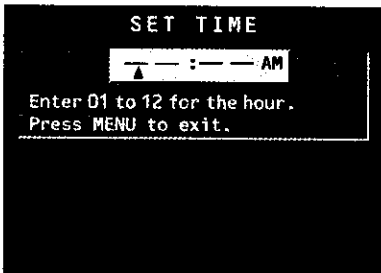 SET TIME
— — : — — AM
Enter 01 to 12 for the hour.
Press MENU to exit.